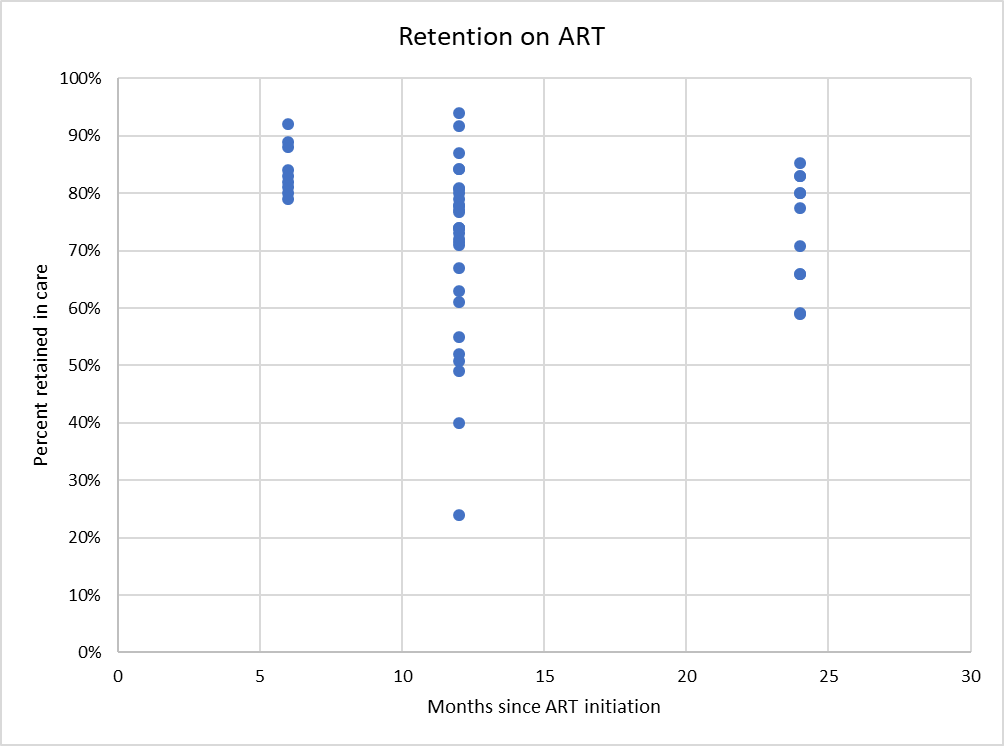 Retention on ART
100%
90%
80%
70%
60%
50%
40%
30%
20%
10%
0%
Percent retained in care
0 5 10 15 20 25 30
Months since ART initiation